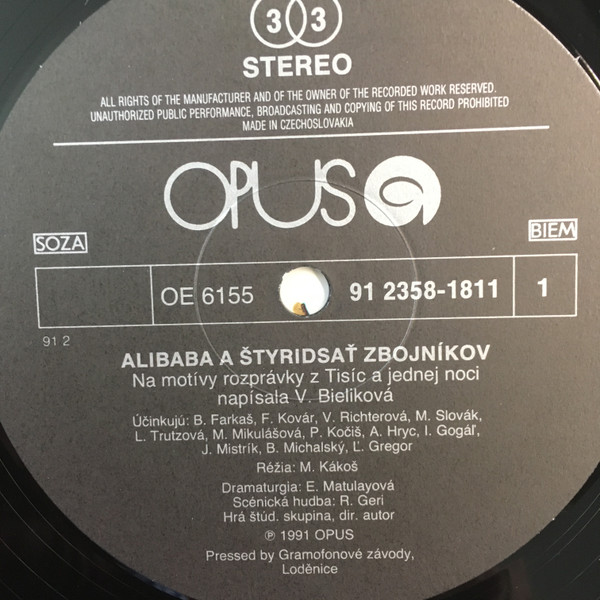 33
STEREO
ALL RIGHTS OF THE MANUFACTURER AND OF THE OWNER OF THE RECORDED WORK RESERVED.
UNAUTHORIZED PUBLIC PERFORMANCE, BROADCASTING AND COPYING OF THIS RECORD PROHIBITED
MADE IN CZECHOSLOVAKIA
OPUS
SOZA
BIEM
OE 6155 91 2358-1811 1
91 2
ALIBABA A ŠTYRIDSAŤ ZBOJNÍKOV
Na motívy rozprávky z Tisíc a jednej noci
napísala V. Bieliková
Účinkujú: B. Farkaš, F. Kovár, V. Richterová, M. Slovák,
L. Trutzová, M. Mikulášová, P. Kočiš, A. Hryc, I. Gogáľ,
J. Mistrík, B. Michalský, Ľ. Gregor
Réžia: M. Kákoš
Dramaturgia: E. Matulayová
Scénická hudba: R. Geri
Hrá štúd. skupina, dir. autor
℗ 1991 OPUS
Pressed by Gramofonové závody,
Loděnice